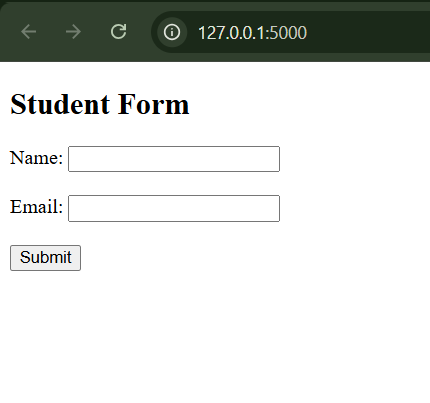 127.0.0.1:5000
Student Form
Name:
Email:
Submit